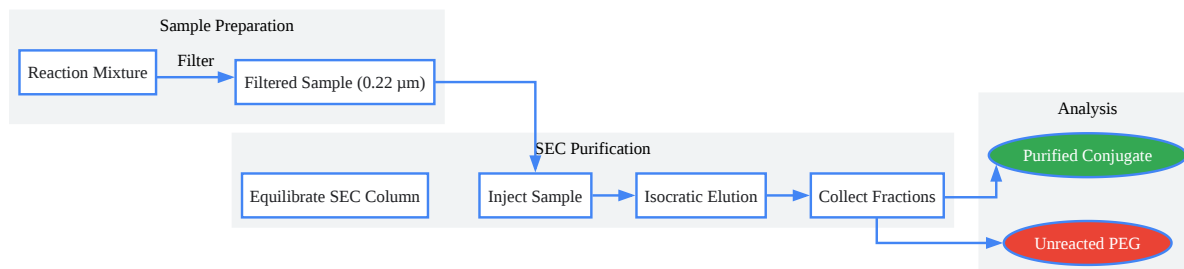 Sample Preparation
Reaction Mixture
Filter
Filtered Sample (0.22 µm)
SEC Purification
Equilibrate SEC Column
Inject Sample
Isocratic Elution
Collect Fractions
Analysis
Purified Conjugate
Unreacted PEG